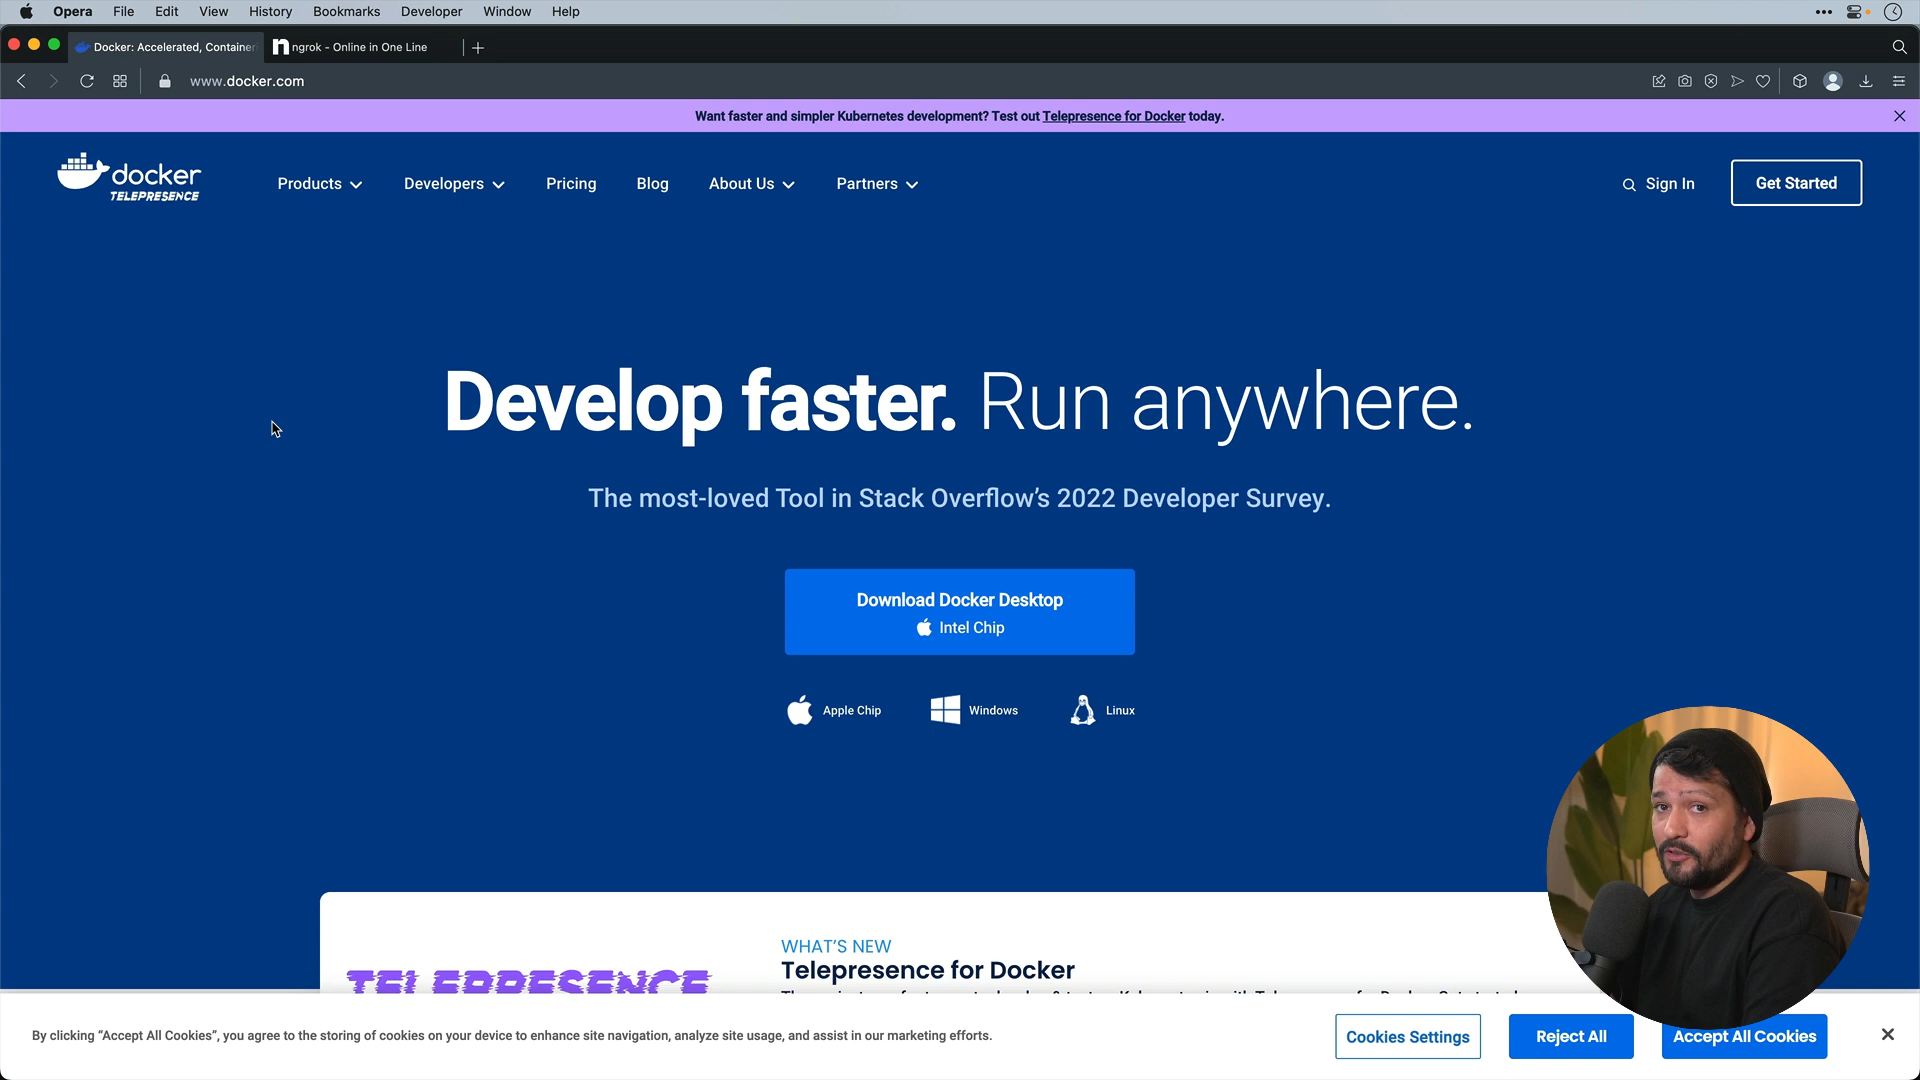 Opera File Edit View History Bookmarks Developer Window Help
Docker: Accelerated, Container
ngrok - Online in One Line
www.docker.com
Want faster and simpler Kubernetes development? Test out Telepresence for Docker today.
docker
TELEPRESENCE
Products Developers Pricing Blog About Us Partners
Sign In
Get Started
Develop faster. Run anywhere.
The most-loved Tool in Stack Overflow’s 2022 Developer Survey.
Download Docker Desktop
Intel Chip
Apple Chip
Windows
Linux
TELEPRESENCE
WHAT’S NEW
Telepresence for Docker
By clicking “Accept All Cookies”, you agree to the storing of cookies on your device to enhance site navigation, analyze site usage, and assist in our marketing efforts.
Cookies Settings
Reject All
Accept All Cookies